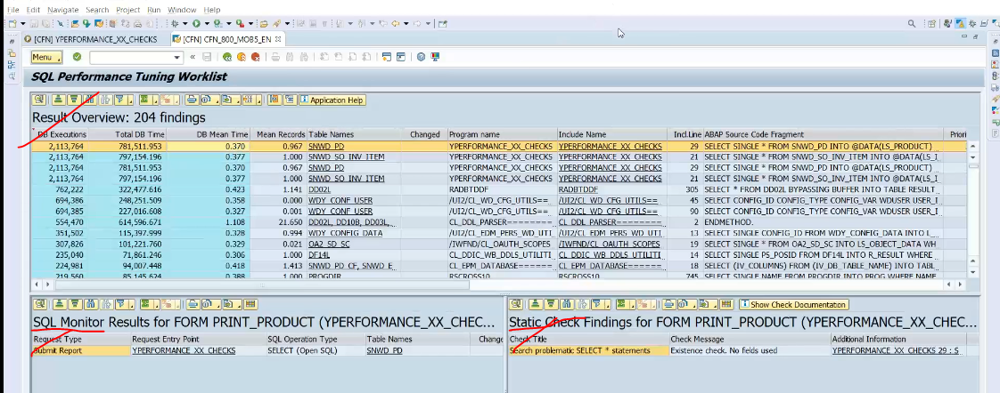 File Edit Navigate Search Project Run Window Help
[CFN] YPERFORMANCE_XX_CHECKS [CFN] CFN_800_MOB5_EN
Menu
SQL Performance Tuning Worklist
Application Help
Result Overview: 204 findings
DB Executions Total DB Time DB Mean Time Mean Records Table Names Changed Program name Include Name Incl.Line ABAP Source Code Fragment Priori
2,113,764 781,511.953 0.370 0.967 SNWD_PD YPERFORMANCE_XX_CHECKS YPERFORMANCE_XX_CHECKS 29 SELECT SINGLE * FROM SNWD_PD INTO @DATA(LS_PRODUCT)
2,113,764 797,154.196 0.377 1.000 SNWD_SO_INV_ITEM YPERFORMANCE_XX_CHECKS YPERFORMANCE_XX_CHECKS 21 SELECT SINGLE * FROM SNWD_SO_INV_ITEM INTO @DATA(LS_I
2,113,764 781,511.953 0.370 0.967 SNWD_PD YPERFORMANCE_XX_CHECKS YPERFORMANCE_XX_CHECKS 29 SELECT SINGLE * FROM SNWD_PD INTO @DATA(LS_PRODUCT)
2,113,764 797,154.196 0.377 1.000 SNWD_SO_INV_ITEM YPERFORMANCE_XX_CHECKS YPERFORMANCE_XX_CHECKS 21 SELECT SINGLE * FROM SNWD_SO_INV_ITEM INTO @DATA(LS_I
762,222 322,477.616 0.423 1.141 DD02L RADBTDDF RADBTDDF 305 SELECT * FROM DD02L BYPASSING BUFFER INTO TABLE RESULT_
694,386 248,251.509 0.358 0.000 WDY_CONF_USER /UI2/CL_WD_CFG_UTILS== /UI2/CL_WD_CFG_UTILS== 45 SELECT CONFIG_ID CONFIG_TYPE CONFIG_VAR WDUSER USER_I
694,385 227,016.608 0.327 0.001 WDY_CONF_USER /UI2/CL_WD_CFG_UTILS== /UI2/CL_WD_CFG_UTILS== 90 SELECT CONFIG_ID CONFIG_TYPE CONFIG_VAR WDUSER USER_I
554,470 614,596.671 1.108 21.650 DD02L, DD10B, DD03L, CL_DDL_PARSER======= CL_DDL_PARSER======= 2 ENDMETHOD.
351,502 115,397.999 0.328 0.994 WDY_CONFIG_DATA /UI2/CL_EDM_PERS_WD_UTI /UI2/CL_EDM_PERS_WD_UTI 13 SELECT SINGLE CONFIG_ID FROM WDY_CONFIG_DATA INTO L_
307,826 101,221.760 0.329 0.021 OA2_SD_SC /IWFND/CL_OAUTH_SCOPES /IWFND/CL_OAUTH_SCOPES 19 SELECT SINGLE * FROM OA2_SD_SC INTO LS_OBJECT_DATA WH
235,040 71,861.246 0.306 1.000 DF14L CL_DDIC_WB_DDLS_UTILITI CL_DDIC_WB_DDLS_UTILITI 14 SELECT SINGLE PS_POSID FROM DF14L INTO R_RESULT WHERE
224,981 94,007.448 0.418 1.413 SNWD_PD_CF, SNWD_E_ CL_EPM_DATABASE======= CL_EPM_DATABASE======= 18 SELECT (IV_COLUMNS) FROM (IV_DB_TABLE_NAME) INTO TABL_
219,560 85,145.624 0.388 1.000 PROGDIR RSCROSS10 RSCROSS10 745 SELECT SINGLE NAME FROM PROGDIR INTO PROG WHERE NAME
Show Check Documentation
SQL Monitor Results for FORM PRINT_PRODUCT (YPERFORMANCE_XX_CHEC... Static Check Findings for FORM PRINT_PRODUCT (YPERFORMANCE_XX_CHEC...
Request Type Request Entry Point SQL Operation Type Table Names Change Check Title Check Message Additional Information
Submit Report YPERFORMANCE_XX_CHECKS SELECT (Open SQL) SNWD_PD Search problematic SELECT * statements Existence check. No fields used YPERFORMANCE_XX_CHECKS 29 : S